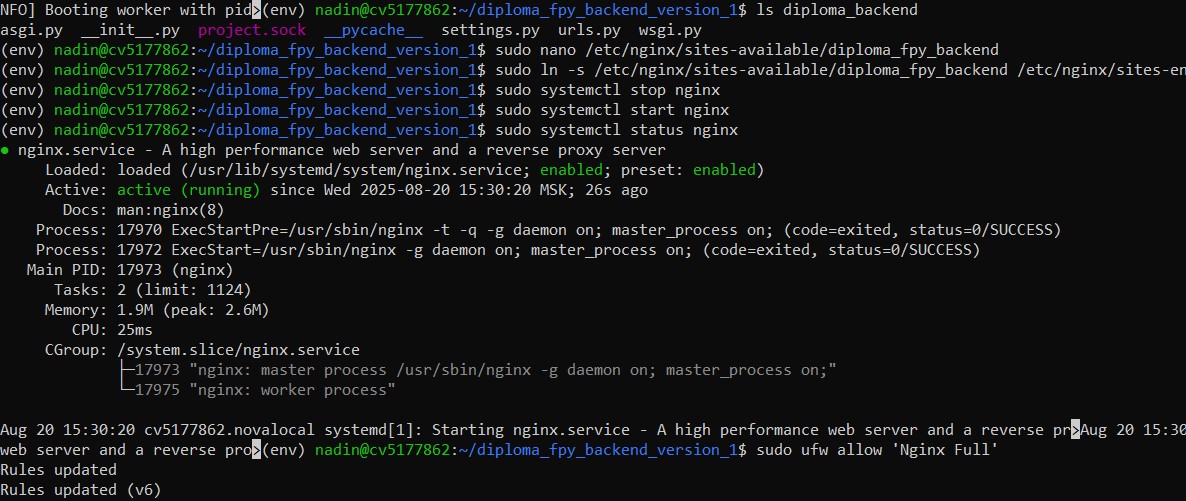 NFO] Booting worker with pid>(env) nadin@cv5177862:~/diploma_fpy_backend_version_1$ ls diploma_backend
asgi.py  __init__.py  project.sock  __pycache__  settings.py  urls.py  wsgi.py
(env) nadin@cv5177862:~/diploma_fpy_backend_version_1$ sudo nano /etc/nginx/sites-available/diploma_fpy_backend
(env) nadin@cv5177862:~/diploma_fpy_backend_version_1$ sudo ln -s /etc/nginx/sites-available/diploma_fpy_backend /etc/nginx/sites-en
(env) nadin@cv5177862:~/diploma_fpy_backend_version_1$ sudo systemctl stop nginx
(env) nadin@cv5177862:~/diploma_fpy_backend_version_1$ sudo systemctl start nginx
(env) nadin@cv5177862:~/diploma_fpy_backend_version_1$ sudo systemctl status nginx
● nginx.service - A high performance web server and a reverse proxy server
     Loaded: loaded (/usr/lib/systemd/system/nginx.service; enabled; preset: enabled)
     Active: active (running) since Wed 2025-08-20 15:30:20 MSK; 26s ago
       Docs: man:nginx(8)
    Process: 17970 ExecStartPre=/usr/sbin/nginx -t -q -g daemon on; master_process on; (code=exited, status=0/SUCCESS)
    Process: 17972 ExecStart=/usr/sbin/nginx -g daemon on; master_process on; (code=exited, status=0/SUCCESS)
   Main PID: 17973 (nginx)
      Tasks: 2 (limit: 1124)
     Memory: 1.9M (peak: 2.6M)
        CPU: 25ms
     CGroup: /system.slice/nginx.service
             ├─17973 "nginx: master process /usr/sbin/nginx -g daemon on; master_process on;"
             └─17975 "nginx: worker process"
Aug 20 15:30:20 cv5177862.novalocal systemd[1]: Starting nginx.service - A high performance web server and a reverse pr>Aug 20 15:30
web server and a reverse pro>(env) nadin@cv5177862:~/diploma_fpy_backend_version_1$ sudo ufw allow 'Nginx Full'
Rules updated
Rules updated (v6)